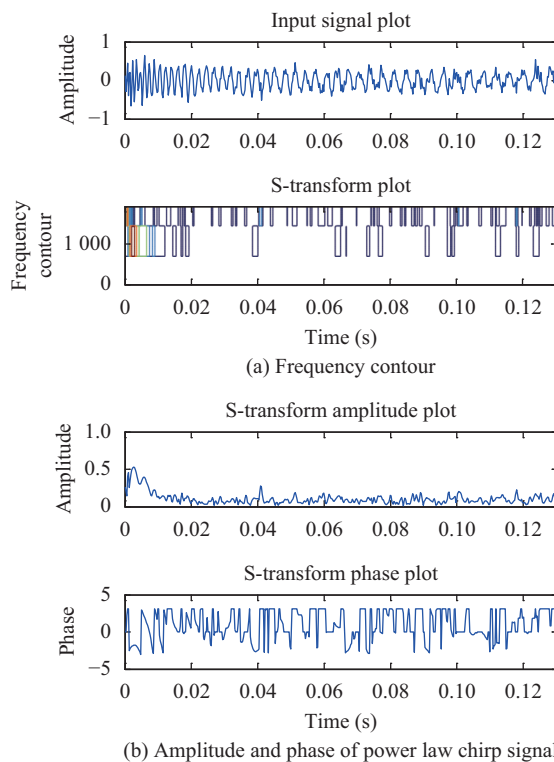 Input signal plot
Amplitude
1
0
−1
0 0.02 0.04 0.06 0.08 0.10 0.12
S-transform plot
Frequency
contour
1 000
0
0 0.02 0.04 0.06 0.08 0.10 0.12
Time (s)
(a) Frequency contour
S-transform amplitude plot
Amplitude
1.0
0.5
0
0 0.02 0.04 0.06 0.08 0.10 0.12
S-transform phase plot
Phase
5
0
−5
0 0.02 0.04 0.06 0.08 0.10 0.12
Time (s)
(b) Amplitude and phase of power law chirp signal